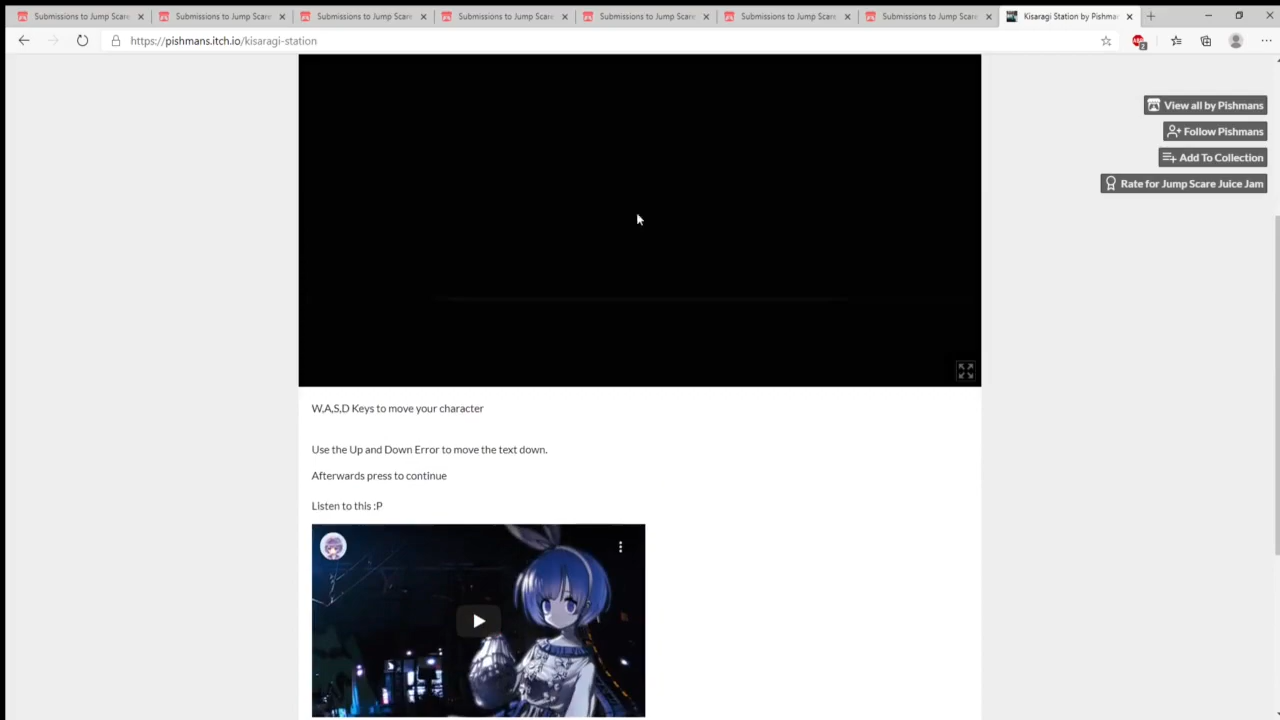 Submissions to Jump Scare
Submissions to Jump Scare
Submissions to Jump Scare
Submissions to Jump Scare
Submissions to Jump Scare
Submissions to Jump Scare
Submissions to Jump Scare
Kisaragi Station by Pishma
https://pishmans.itch.io/kisaragi-station
2
View all by Pishmans
Follow Pishmans
Add To Collection
Rate for Jump Scare Juice Jam
W,A,S,D Keys to move your character
Use the Up and Down Error to move the text down.
Afterwards press to continue
Listen to this :P